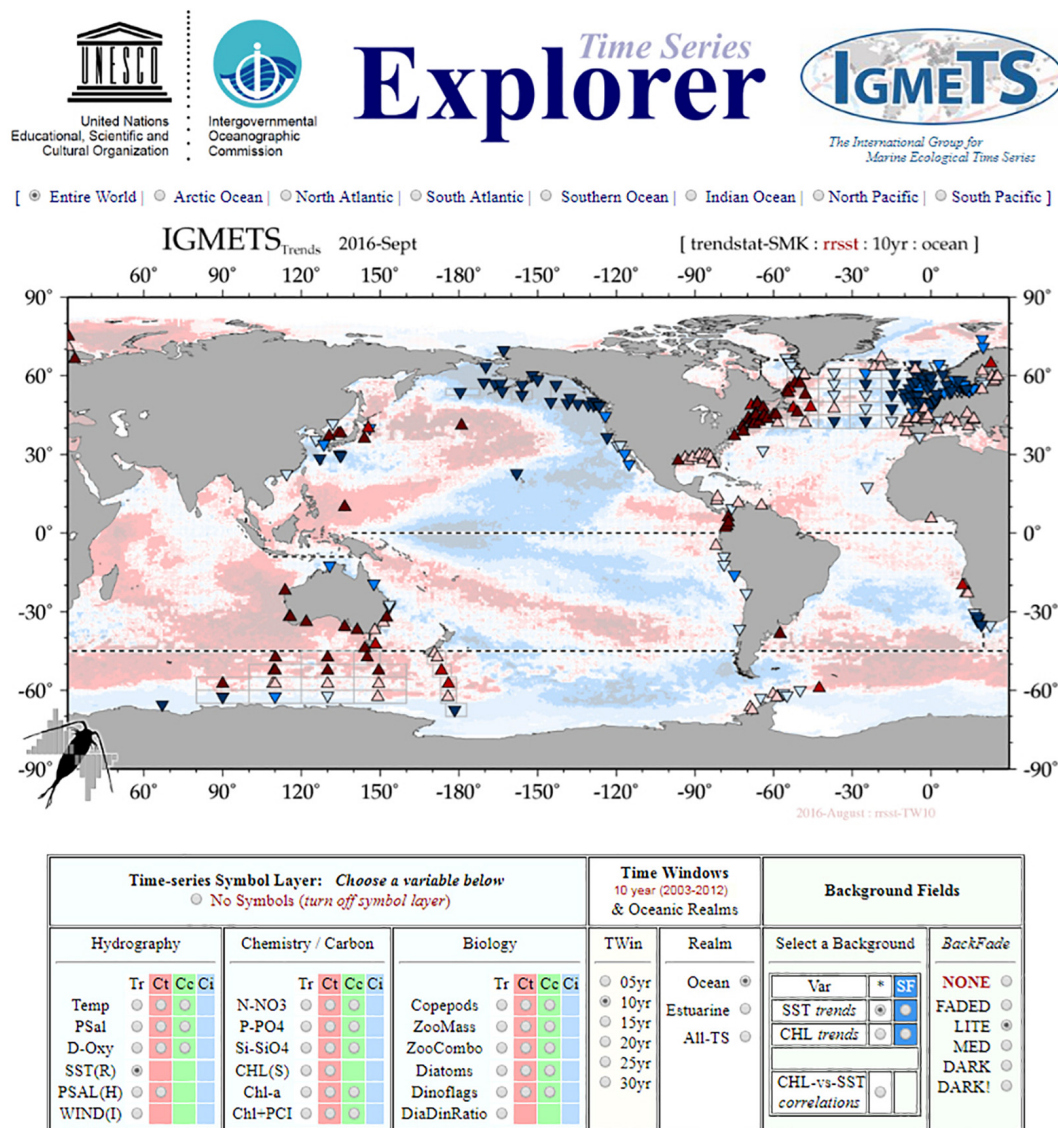 UNESCO
United Nations
Educational, Scientific and
Cultural Organization
Intergovernmental
Oceanographic
Commission
Time Series
Explorer
IGMETS
The International Group for
Marine Ecological Time Series
[ Entire World | Arctic Ocean | North Atlantic | South Atlantic | Southern Ocean | Indian Ocean | North Pacific | South Pacific ]
IGMETS Trends 2016-Sept [ trendstat-SMK : rrsst : 10yr : ocean ]
60° 90° 120° 150° -180° -150° -120° -90° -60° -30° 0°
90° 90°
60° 60°
30° 30°
0° 0°
-30° -30°
-60° -60°
-90° -90°
60° 90° 120° 150° -180° -150° -120° -90° -60° -30° 0°
2016-August : rrsst-TW10
Time-series Symbol Layer: Choose a variable below
No Symbols (turn off symbol layer)
Time Windows
10 year (2003-2012)
& Oceanic Realms
Background Fields
Hydrography
Tr Ct Cc Ci
Temp
PSal
D-Oxy
SST(R)
PSAL(H)
WIND(I)
Chemistry / Carbon
Tr Ct Cc Ci
N-NO3
P-PO4
Si-SiO4
CHL(S)
Chl-a
Chl+PCI
Biology
Tr Ct Cc Ci
Copepods
ZooMass
ZooCombo
Diatoms
Dinoflags
DiaDinRatio
TWin
05yr
10yr
15yr
20yr
25yr
30yr
Realm
Ocean
Estuarine
All-TS
Select a Background
Var * SF
SST trends
CHL trends
CHL-vs-SST
correlations
BackFade
NONE
FADED
LITE
MED
DARK
DARK!